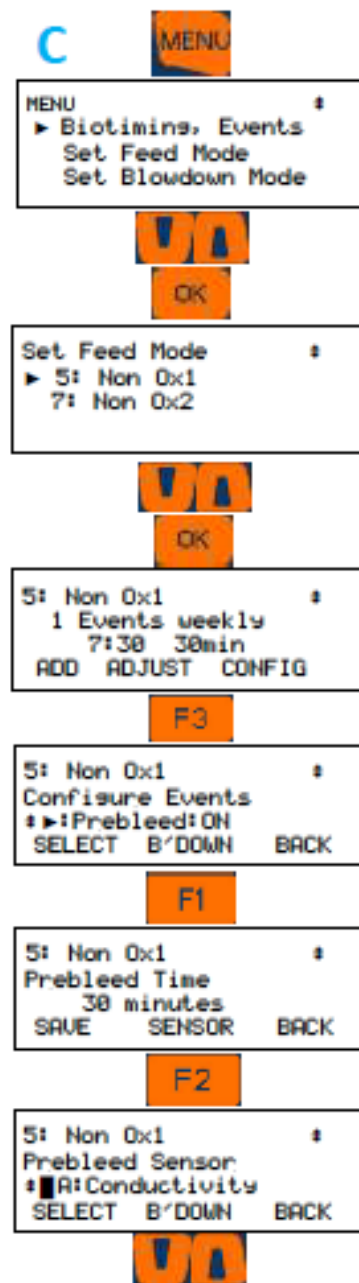 C
MENU
MENU
Biotiming, Events
Set Feed Mode
Set Blowdown Mode
OK
Set Feed Mode
5: Non Ox1
7: Non Ox2
OK
5: Non Ox1
1 Events weekly
7:30 30min
ADD ADJUST CONFIG
F3
5: Non Ox1
Configure Events
:Prebleed:ON
SELECT B'DOWN BACK
F1
5: Non Ox1
Prebleed Time
30 minutes
SAVE SENSOR BACK
F2
5: Non Ox1
Prebleed Sensor
A:Conductivity
SELECT B'DOWN BACK